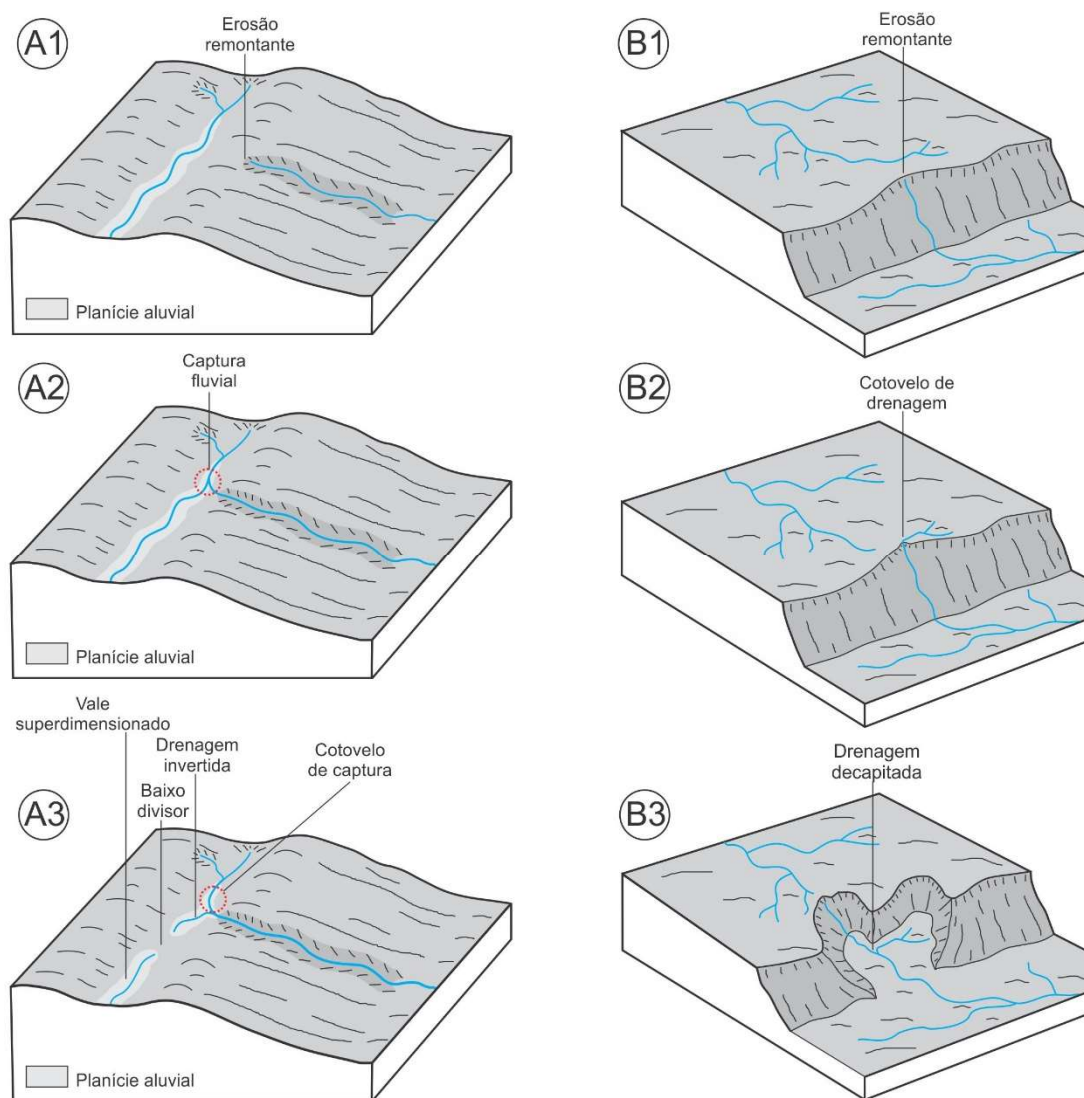 A1
Erosão
remontante
Planície aluvial
B1
Erosão
remontante
A2
Captura
fluvial
Planície aluvial
B2
Cotovelo de
drenagem
A3
Vale
superdimensionado
Drenagem
invertida
Baixo
divisor
Cotovelo
de captura
Planície aluvial
B3
Drenagem
decapitada